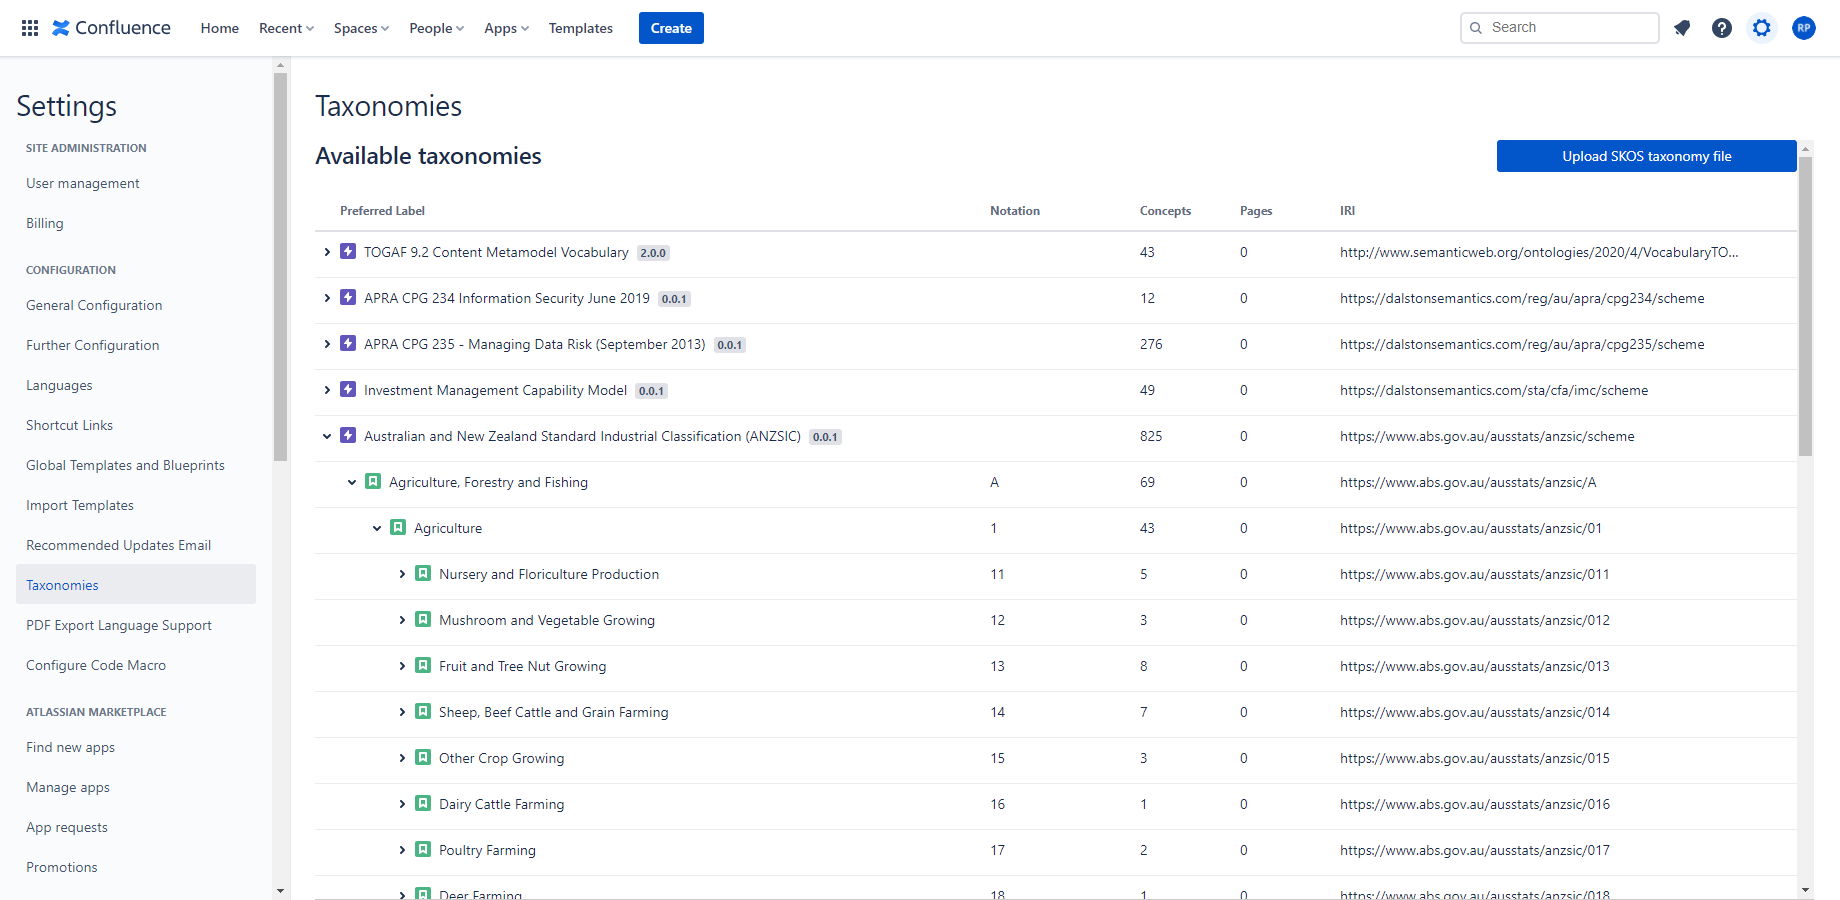 Confluence Home Recent Spaces People Apps Templates Create Search RP
Settings
SITE ADMINISTRATION
User management
Billing
CONFIGURATION
General Configuration
Further Configuration
Languages
Shortcut Links
Global Templates and Blueprints
Import Templates
Recommended Updates Email
Taxonomies
PDF Export Language Support
Configure Code Macro
ATLASSIAN MARKETPLACE
Find new apps
Manage apps
App requests
Promotions
Taxonomies
Available taxonomies Upload SKOS taxonomy file
Preferred Label Notation Concepts Pages IRI
TOGAF 9.2 Content Metamodel Vocabulary 2.0.0 43 0 http://www.semanticweb.org/ontologies/2020/4/VocabularyTO...
APRA CPG 234 Information Security June 2019 0.0.1 12 0 https://dalstonsemantics.com/reg/au/apra/cpg234/scheme
APRA CPG 235 - Managing Data Risk (September 2013) 0.0.1 276 0 https://dalstonsemantics.com/reg/au/apra/cpg235/scheme
Investment Management Capability Model 0.0.1 49 0 https://dalstonsemantics.com/sta/cfa/imc/scheme
Australian and New Zealand Standard Industrial Classification (ANZSIC) 0.0.1 825 0 https://www.abs.gov.au/ausstats/anzsic/scheme
Agriculture, Forestry and Fishing A 69 0 https://www.abs.gov.au/ausstats/anzsic/A
Agriculture 1 43 0 https://www.abs.gov.au/ausstats/anzsic/01
Nursery and Floriculture Production 11 5 0 https://www.abs.gov.au/ausstats/anzsic/011
Mushroom and Vegetable Growing 12 3 0 https://www.abs.gov.au/ausstats/anzsic/012
Fruit and Tree Nut Growing 13 8 0 https://www.abs.gov.au/ausstats/anzsic/013
Sheep, Beef Cattle and Grain Farming 14 7 0 https://www.abs.gov.au/ausstats/anzsic/014
Other Crop Growing 15 3 0 https://www.abs.gov.au/ausstats/anzsic/015
Dairy Cattle Farming 16 1 0 https://www.abs.gov.au/ausstats/anzsic/016
Poultry Farming 17 2 0 https://www.abs.gov.au/ausstats/anzsic/017
Deer Farming 18 1 0 https://www.abs.gov.au/ausstats/anzsic/018